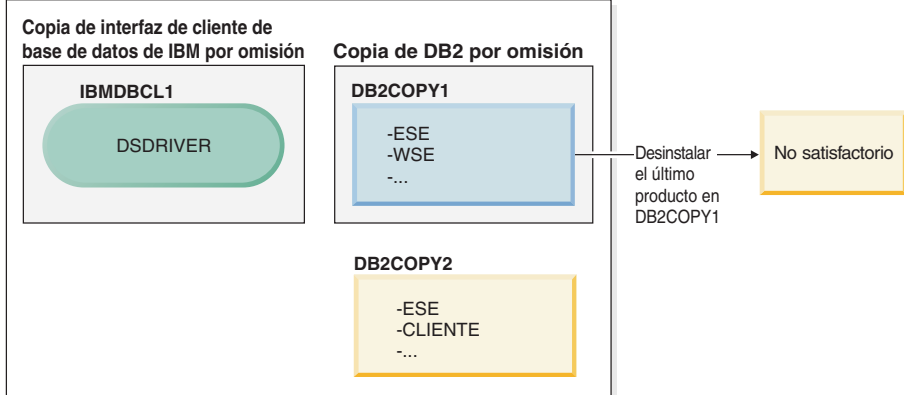 Copia de interfaz de cliente de
base de datos de IBM por omisión
IBMDBCL1
DSDRIVER
Copia de DB2 por omisión
DB2COPY1
-ESE
-WSE
-...
Desinstalar
el último
producto en
DB2COPY1
No satisfactorio
DB2COPY2
-ESE
-CLIENTE
-...